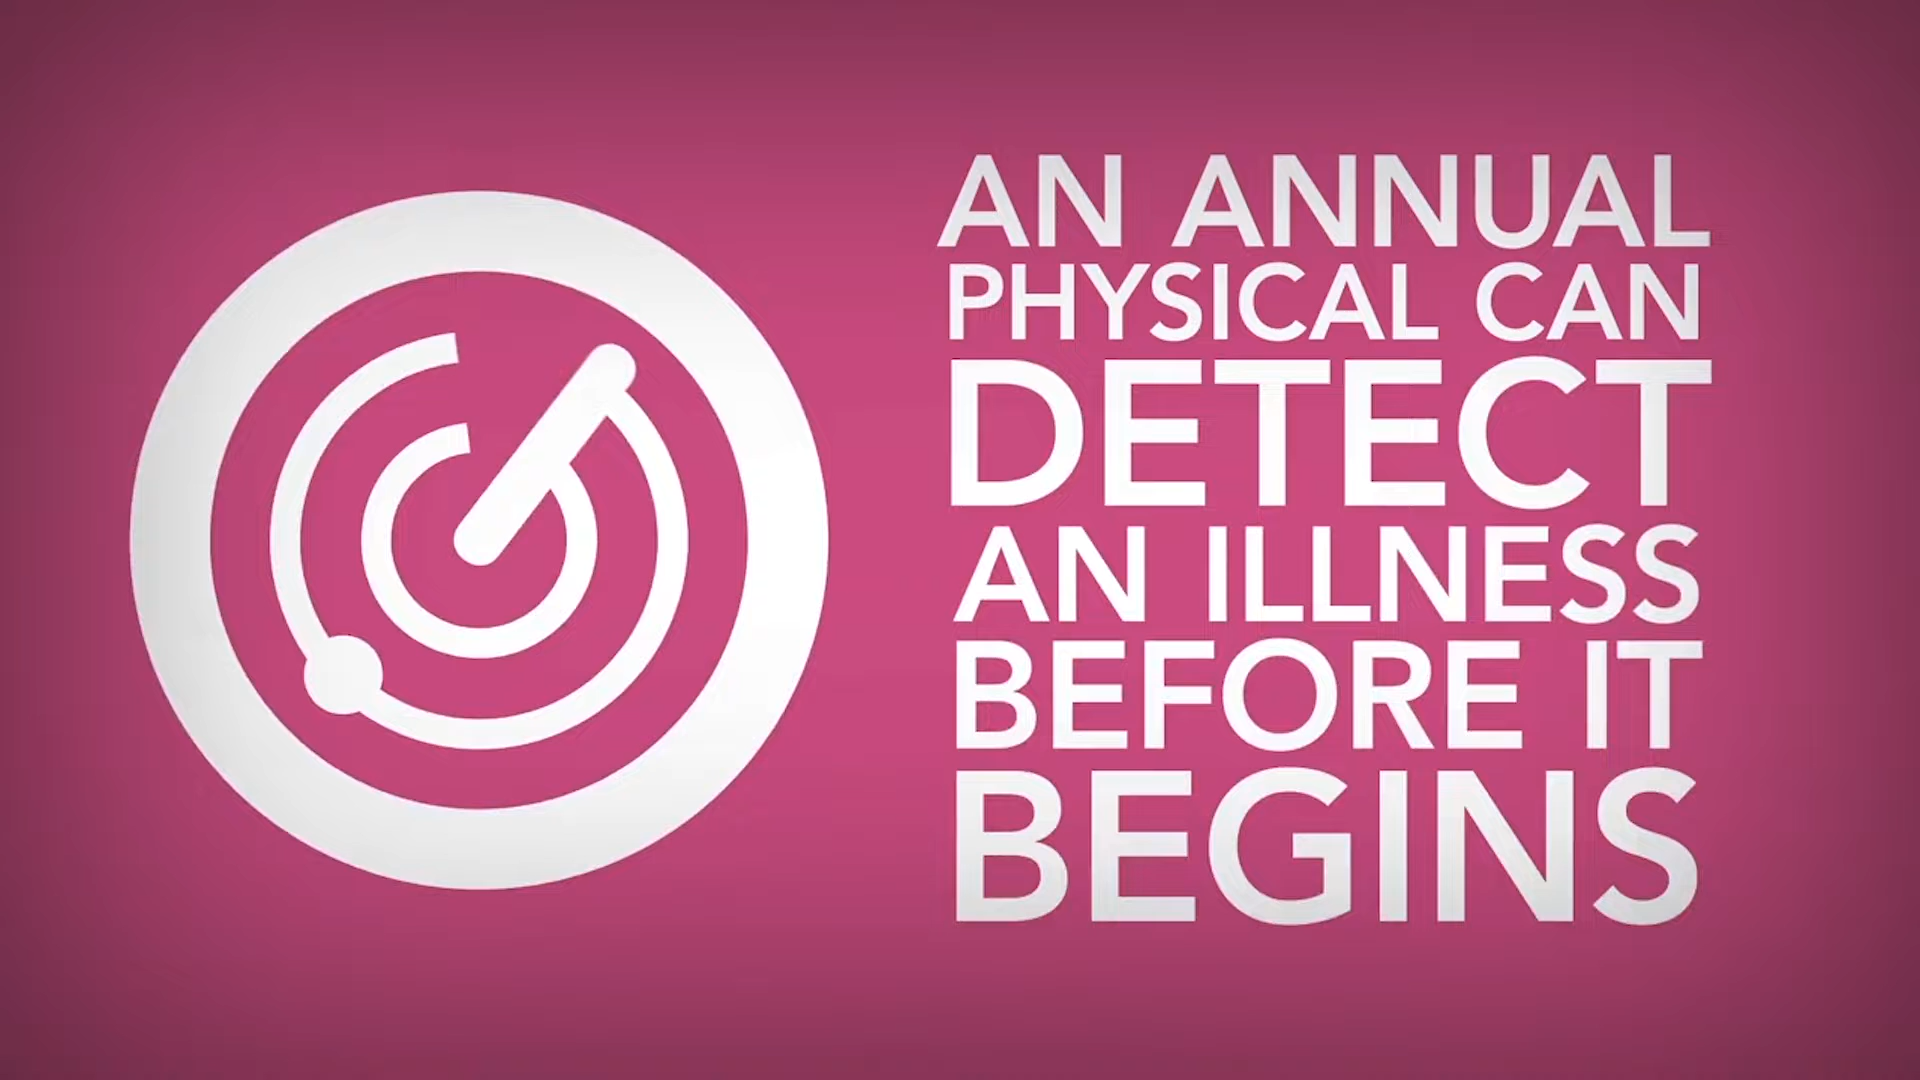 AN ANNUAL
PHYSICAL CAN
DETECT
AN ILLNESS
BEFORE IT
BEGINS